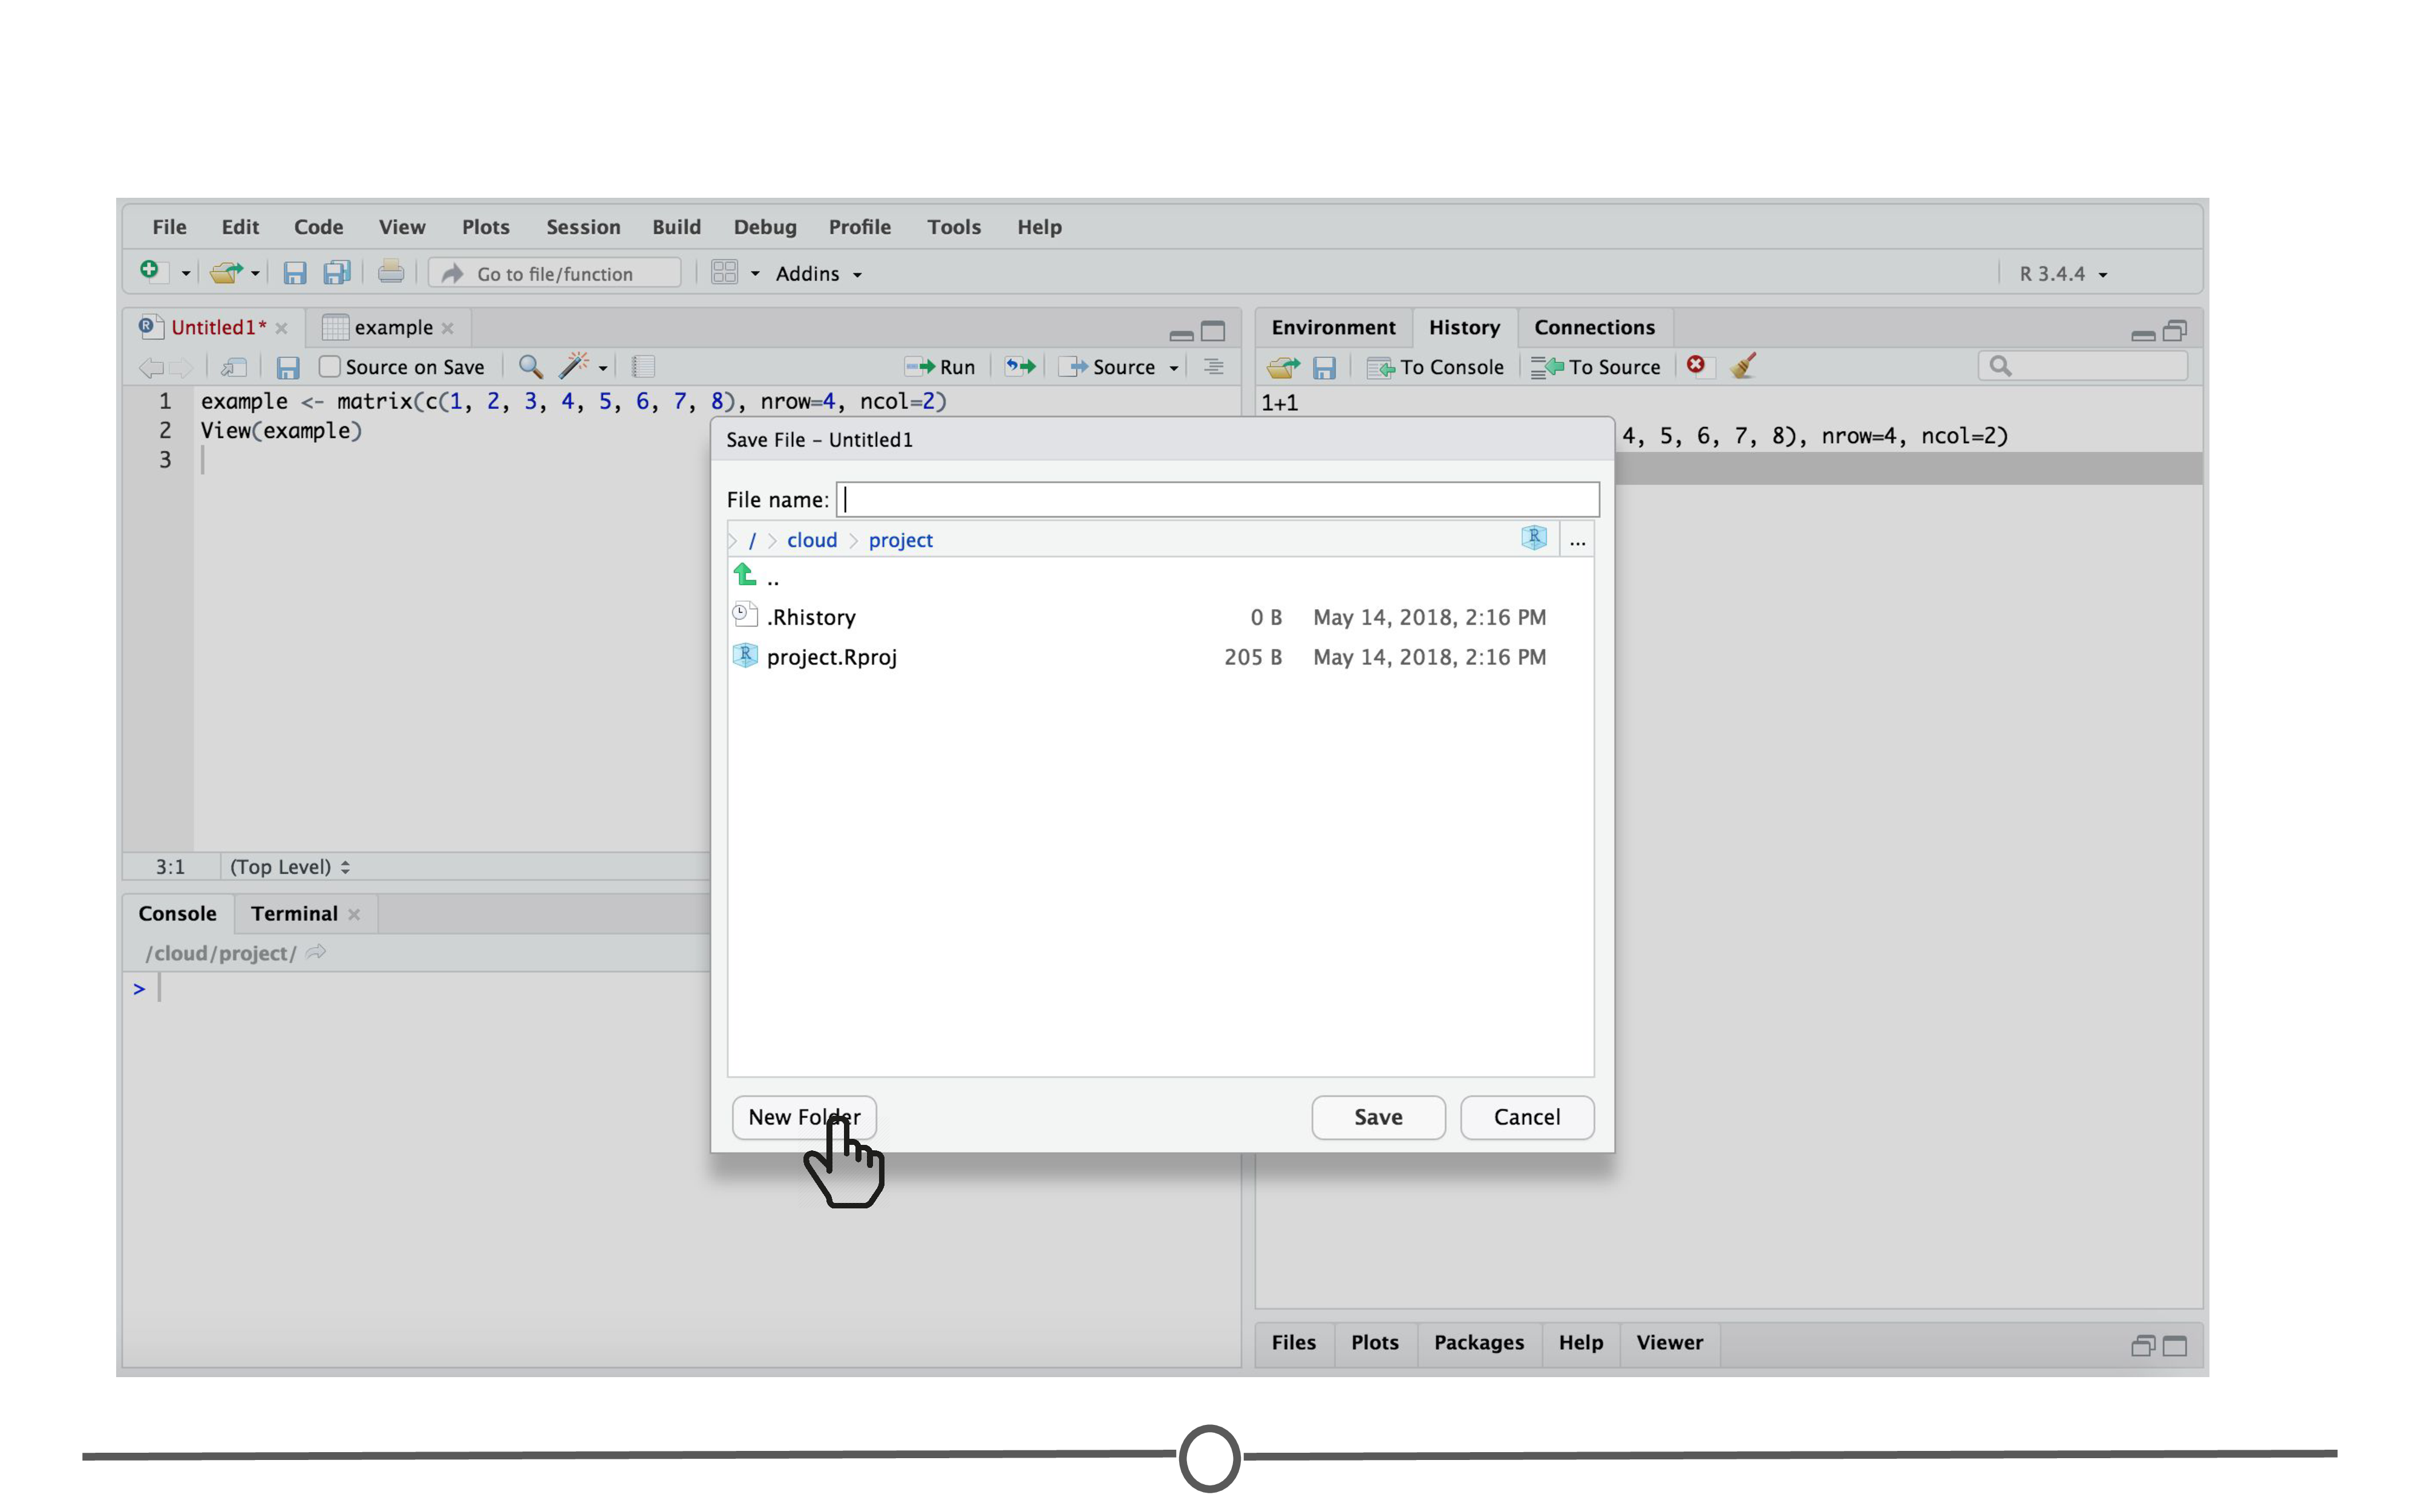 File Edit Code View Plots Session Build Debug Profile Tools Help
Go to file/function Addins R 3.4.4
Untitled1* example
Source on Save Run Source
1 example <- matrix(c(1, 2, 3, 4, 5, 6, 7, 8), nrow=4, ncol=2)
2 View(example)
3
3:1 (Top Level)
Console Terminal
/cloud/project/
>
Environment History Connections
To Console To Source
1+1
4, 5, 6, 7, 8), nrow=4, ncol=2)
Save File – Untitled1
File name:
/ cloud project ...
..
.Rhistory 0 B May 14, 2018, 2:16 PM
project.Rproj 205 B May 14, 2018, 2:16 PM
New Folder Save Cancel
Files Plots Packages Help Viewer